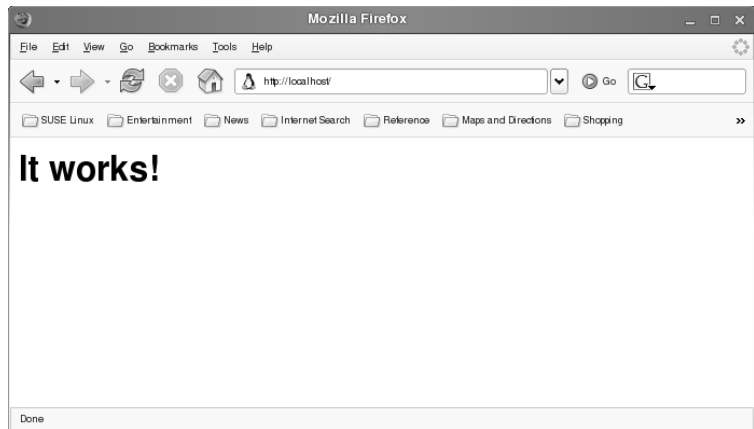 Mozilla Firefox
File Edit View Go Bookmarks Tools Help
http://localhost/ Go G
SUSE Linux Entertainment News Internet Search Reference Maps and Directions Shopping »
It works!
Done